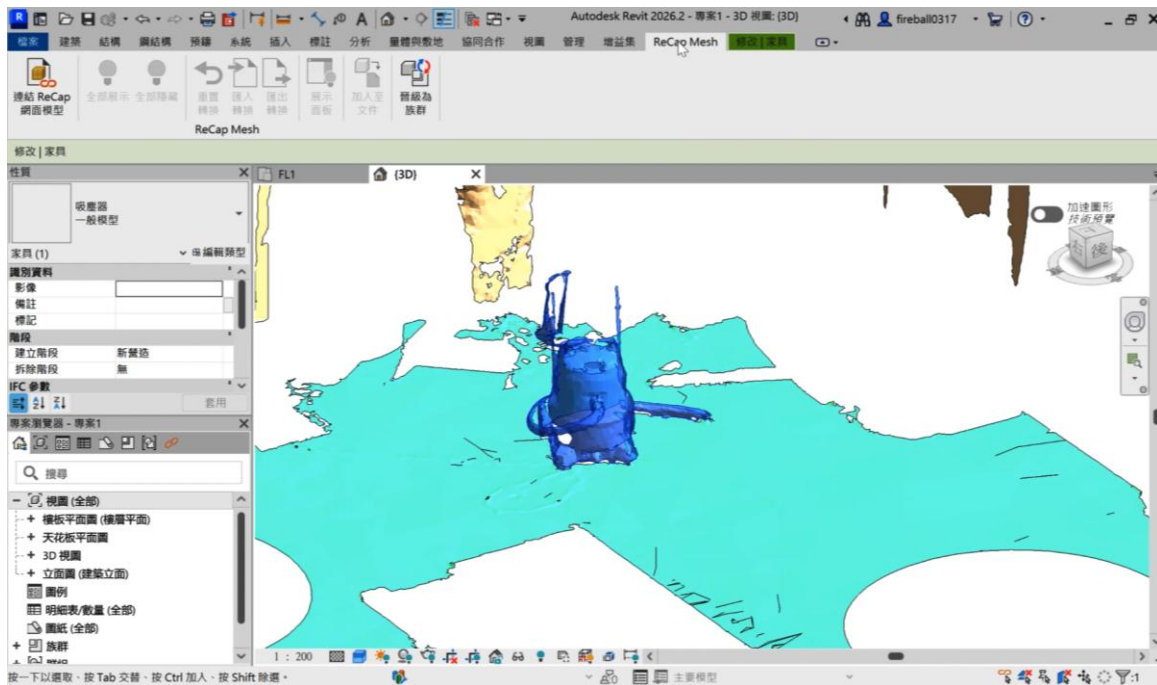 Autodesk Revit 2026.2 - 專案1 - 3D 視圖: {3D}
fireball0317
檔案 建築 結構 鋼結構 預鑄 系統 插入 標註 分析 量體與敷地 協同合作 視圖 管理 增益集 ReCap Mesh 修改 | 家具
連結 ReCap 網面模型
全部展示 全部隱藏
重置轉換
匯入轉換
匯出轉換
展示面板
加入至文件
晉級為族群
ReCap Mesh
修改 | 家具
性質
FL1 {3D}
吸塵器
一般模型
家具 (1) 編輯類型
識別資料
影像
備註
標記
階段
建立階段 新營造
拆除階段 無
IFC 參數
套用
專案瀏覽器 - 專案1
搜尋
視圖 (全部)
樓板平面圖 (樓層平面)
天花板平面圖
3D 視圖
立面圖 (建築立面)
圖例
明細表/數量 (全部)
圖紙 (全部)
族群
加速圖形
技術預覽
右 後
1 : 200
按一下以選取、按 Tab 交替、按 Ctrl 加入、按 Shift 除選。
主要模型
:1